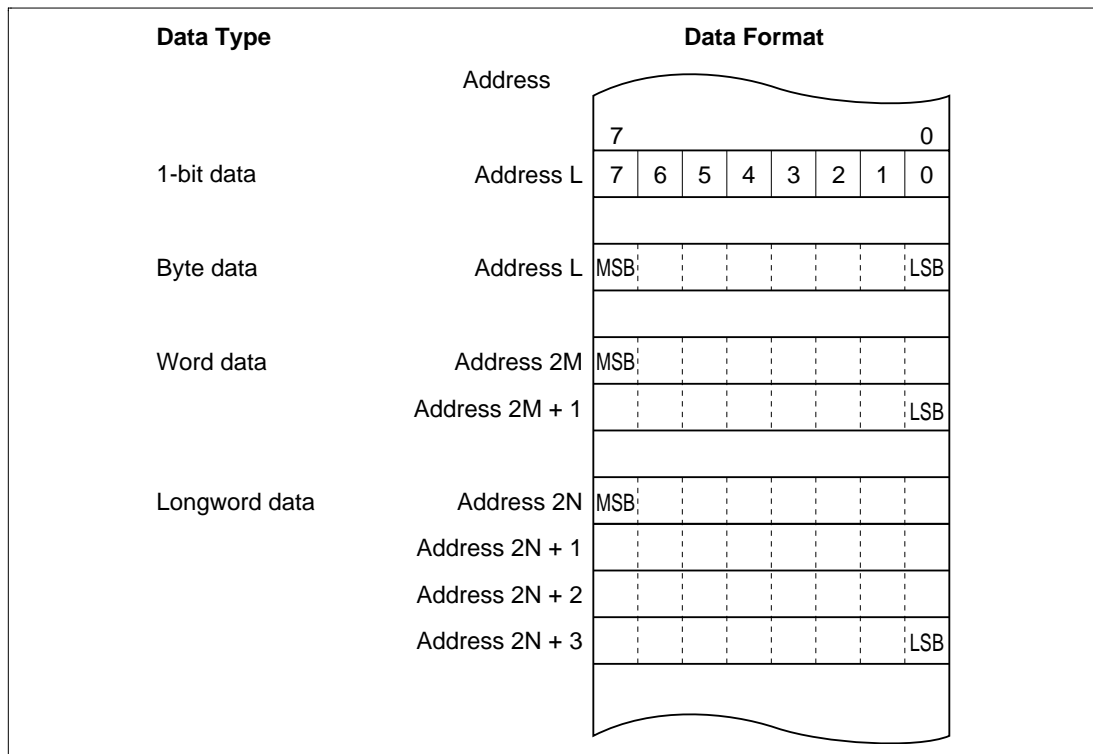 Data Type Data Format
Address
7 0
1-bit data Address L 7 6 5 4 3 2 1 0
Byte data Address L MSB LSB
Word data Address 2M MSB
Address 2M + 1 LSB
Longword data Address 2N MSB
Address 2N + 1
Address 2N + 2
Address 2N + 3 LSB